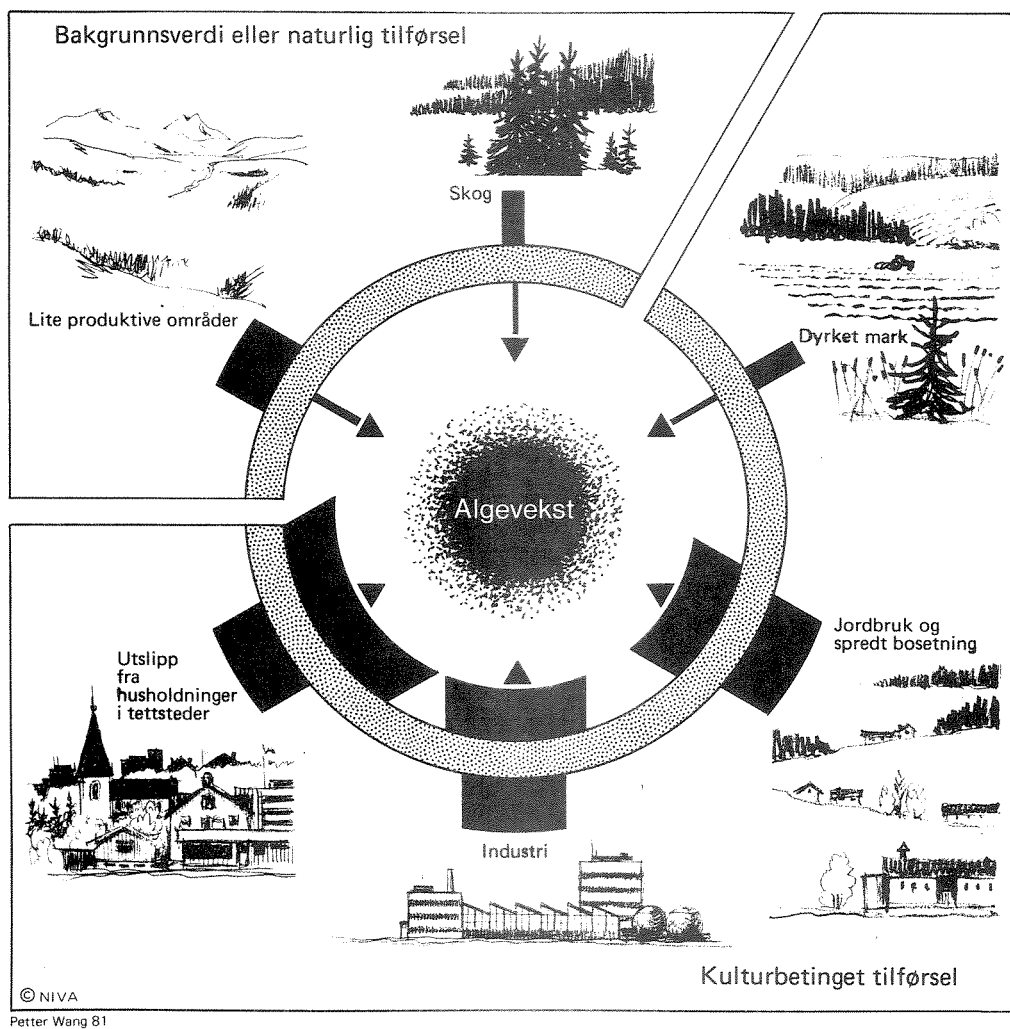 Bakgrunnsverdi eller naturlig tilførsel
Skog
Lite produktive områder
Dyrket mark
Algevekst
Jordbruk og
spredt bosetning
Utslipp
fra
husholdninger
i tettsteder
Industri
Kulturbetinget tilførsel
© NIVA
Petter Wang 81